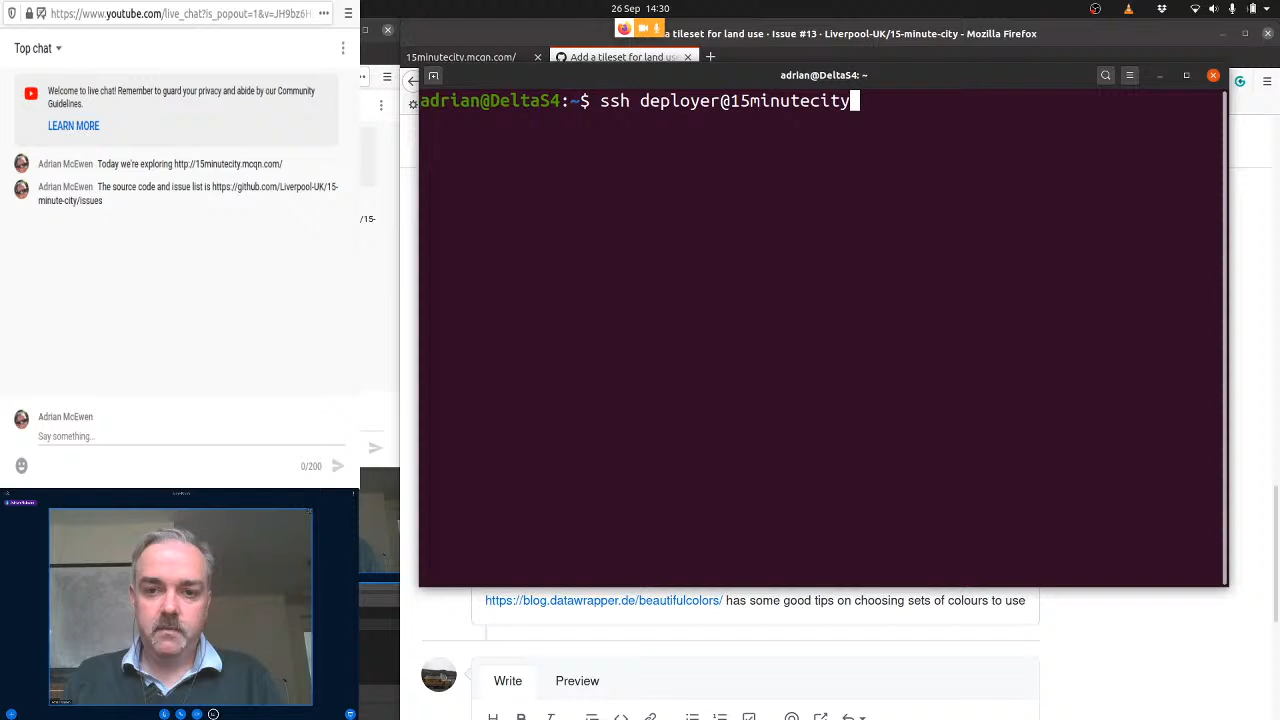 26 Sep 14:30
https://www.youtube.com/live_chat?is_popout=1&v=JH9bz6H
Top chat
Welcome to live chat! Remember to guard your privacy and abide by our Community
Guidelines.
LEARN MORE
Adrian McEwen Today we're exploring http://15minutecity.mcqn.com/
Adrian McEwen The source code and issue list is https://github.com/Liverpool-UK/15-
minute-city/issues
Adrian McEwen
Say something...
0/200
a tileset for land use · Issue #13 · Liverpool-UK/15-minute-city - Mozilla Firefox
15minutecity.mcqn.com/
Add a tileset for land use
adrian@DeltaS4: ~
adrian@DeltaS4:~$ ssh deployer@15minutecity
/15-
https://blog.datawrapper.de/beautifulcolors/ has some good tips on choosing sets of colours to use
Write Preview